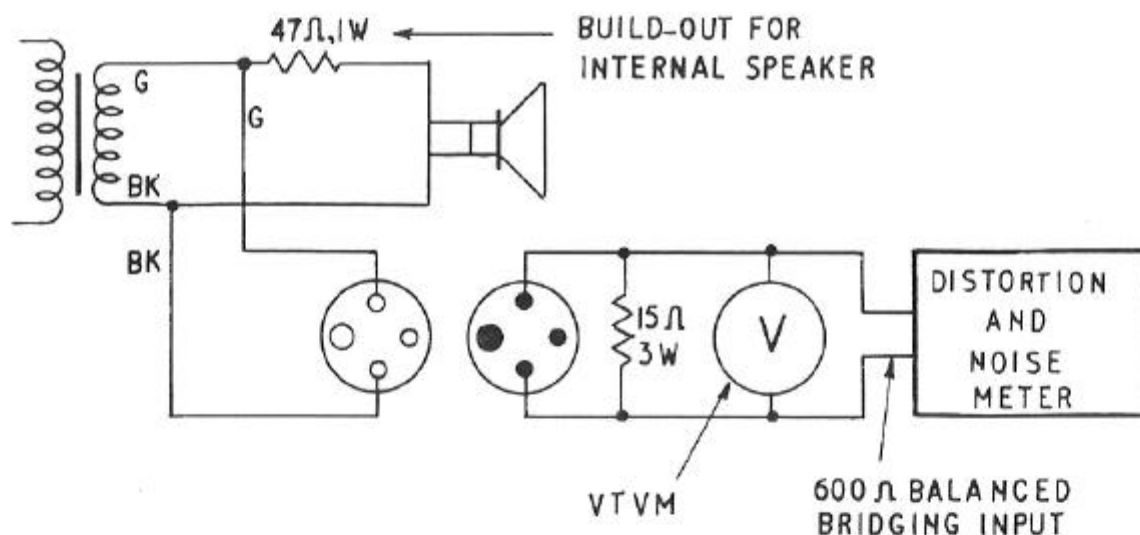 47Ω, 1W
BUILD-OUT FOR
INTERNAL SPEAKER
G
G
BK
BK
15Ω
3W
V
DISTORTION
AND
NOISE
METER
VTVM
600Ω BALANCED
BRIDGING INPUT